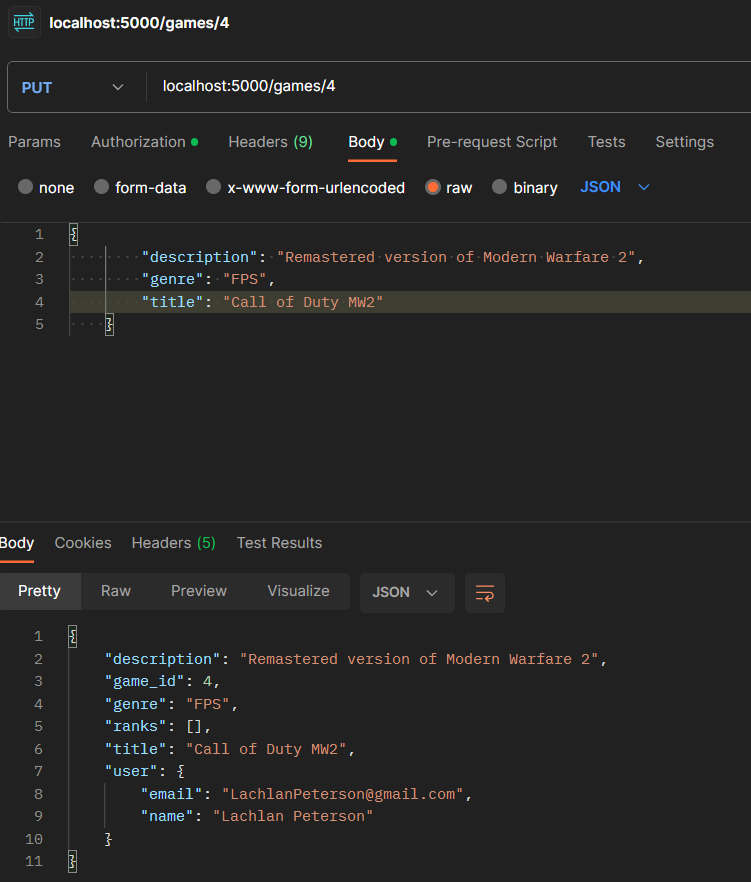 HTTP localhost:5000/games/4
PUT localhost:5000/games/4
Params Authorization Headers (9) Body Pre-request Script Tests Settings
none form-data x-www-form-urlencoded raw binary JSON
1 {
2 "description": "Remastered version of Modern Warfare 2",
3 "genre": "FPS",
4 "title": "Call of Duty MW2"
5 }
Body Cookies Headers (5) Test Results
Pretty Raw Preview Visualize JSON
1 {
2 "description": "Remastered version of Modern Warfare 2",
3 "game_id": 4,
4 "genre": "FPS",
5 "ranks": [],
6 "title": "Call of Duty MW2",
7 "user": {
8 "email": "LachlanPeterson@gmail.com",
9 "name": "Lachlan Peterson"
10 }
11 }